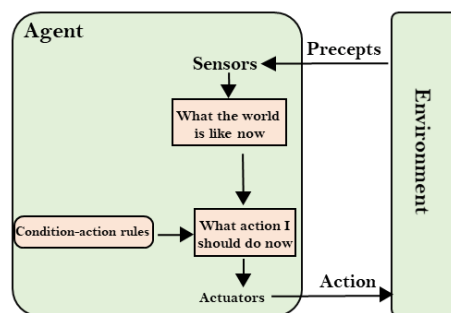 Agent
Precepts
Sensors
What the world
is like now
Environment
Condition-action rules
What action I
should do now
Action
Actuators